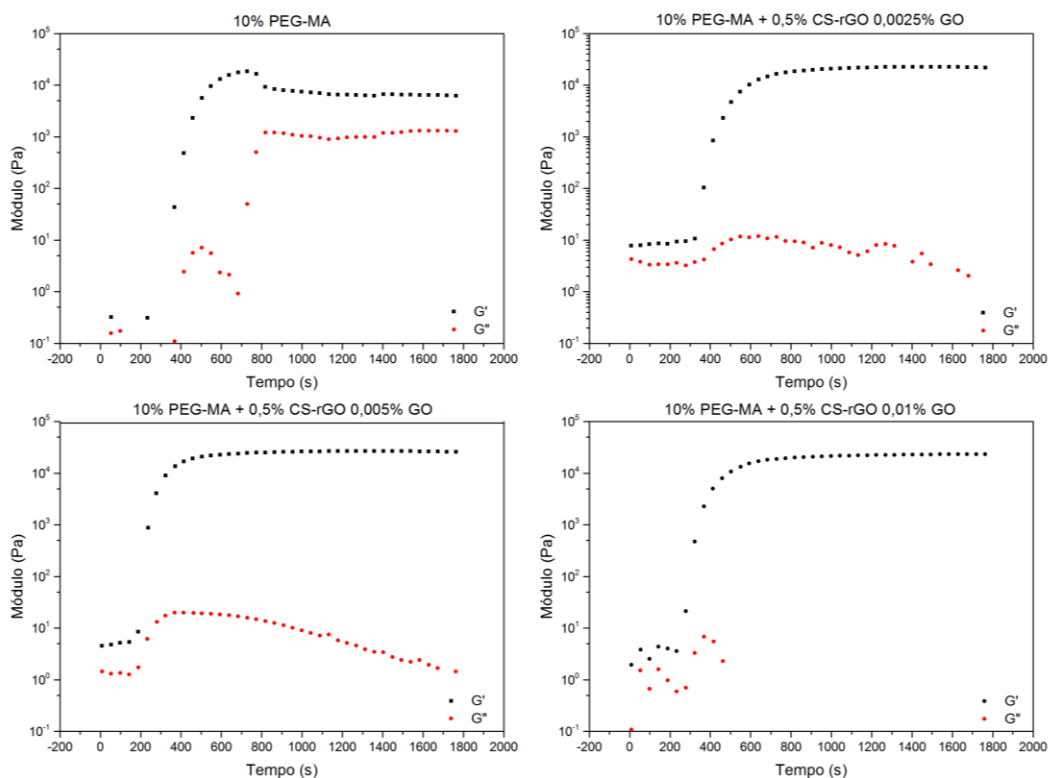 10% PEG-MA
10⁵
10⁴
10³
10²
10¹
10⁰
10⁻¹
Módulo (Pa)
G'
G"
-200 0 200 400 600 800 1000 1200 1400 1600 1800 2000
Tempo (s)
10% PEG-MA + 0,5% CS-rGO 0,0025% GO
10⁵
10⁴
10³
10²
10¹
10⁰
10⁻¹
Módulo (Pa)
G'
G"
-200 0 200 400 600 800 1000 1200 1400 1600 1800 2000
Tempo (s)
10% PEG-MA + 0,5% CS-rGO 0,005% GO
10⁵
10⁴
10³
10²
10¹
10⁰
10⁻¹
Módulo (Pa)
G'
G"
-200 0 200 400 600 800 1000 1200 1400 1600 1800 2000
Tempo (s)
10% PEG-MA + 0,5% CS-rGO 0,01% GO
10⁵
10⁴
10³
10²
10¹
10⁰
10⁻¹
Módulo (Pa)
G'
G"
-200 0 200 400 600 800 1000 1200 1400 1600 1800 2000
Tempo (s)